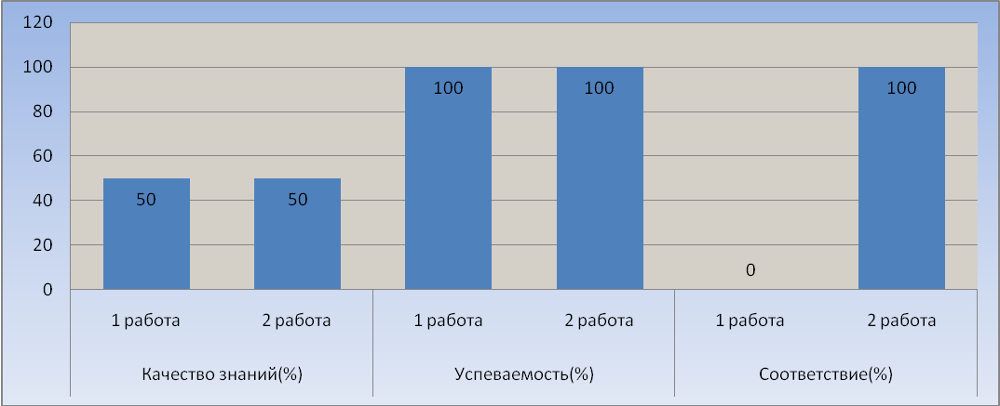 120
100
80
60
40
20
0
50
50
100
100
0
100
1 работа
2 работа
1 работа
2 работа
1 работа
2 работа
Качество знаний(%)
Успеваемость(%)
Соответствие(%)